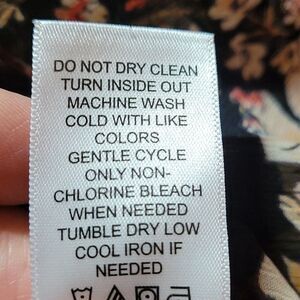 DO NOT DRY CLEAN
TURN INSIDE OUT
MACHINE WASH
COLD WITH LIKE
COLORS
GENTLE CYCLE
ONLY NON-
CHLORINE BLEACH
WHEN NEEDED
TUMBLE DRY LOW
COOL IRON IF
NEEDED